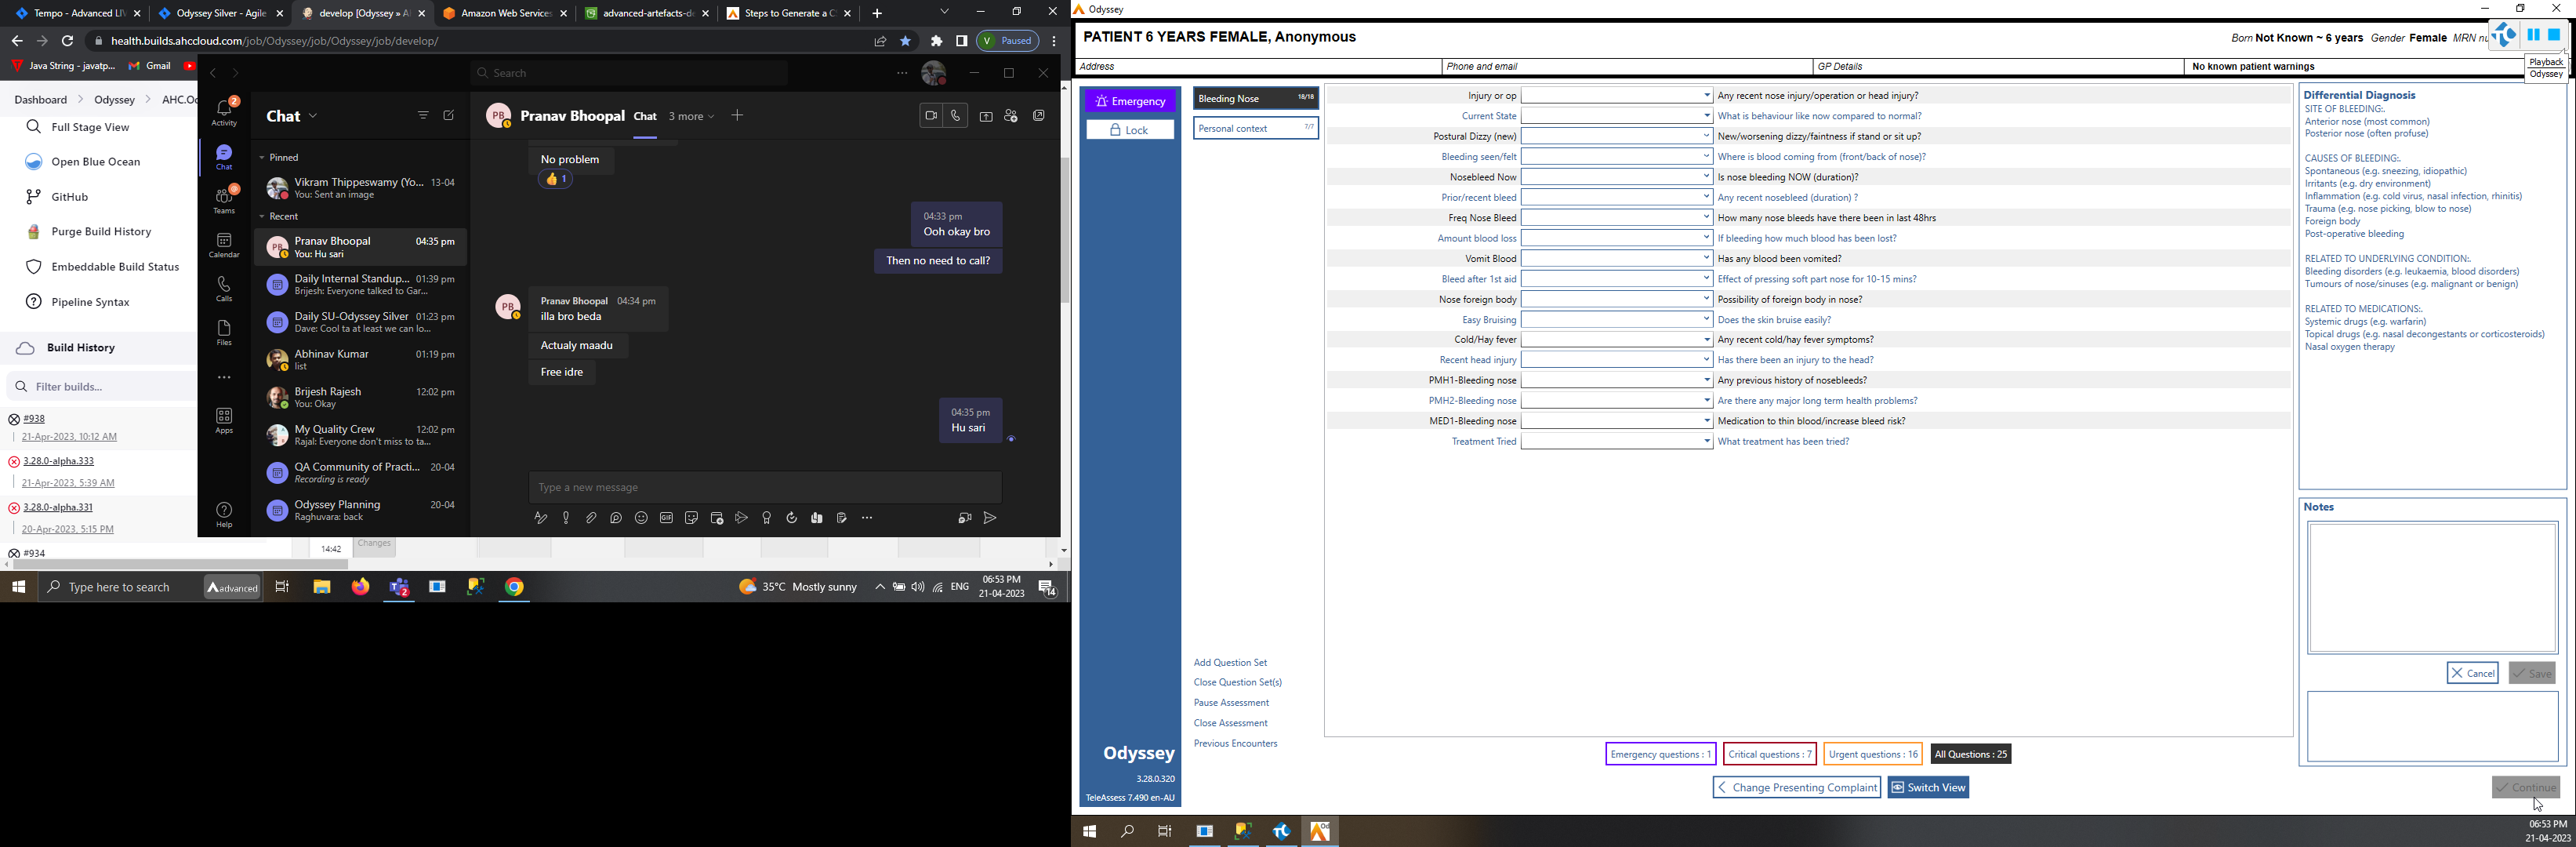 Tempo - Advanced LIV
Odyssey Silver - Agile
develop [Odyssey » A
Amazon Web Services
advanced-artefacts-de
Steps to Generate a C
health.builds.ahccloud.com/job/Odyssey/job/Odyssey/job/develop/
V Paused
Java String - javatp...
Gmail
Dashboard
Odyssey
AHC.Od
Full Stage View
Open Blue Ocean
GitHub
Purge Build History
Embeddable Build Status
Pipeline Syntax
Build History
Filter builds...
#938
21-Apr-2023, 10:12 AM
3.28.0-alpha.333
21-Apr-2023, 5:39 AM
3.28.0-alpha.331
20-Apr-2023, 5:15 PM
#934
14:42
Changes
Search
2
Activity
Chat
Teams
Calendar
Calls
Files
Apps
Help
Chat
Pinned
Vikram Thippeswamy (Yo... 13-04
You: Sent an image
Recent
PB
Pranav Bhoopal 04:35 pm
You: Hu sari
Daily Internal Standup... 01:39 pm
Brijesh: Everyone talked to Gar...
Daily SU-Odyssey Silver 01:23 pm
Dave: Cool ta at least we can lo...
Abhinav Kumar 01:19 pm
list
Brijesh Rajesh 12:02 pm
You: Okay
My Quality Crew 12:02 pm
Rajal: Everyone don't miss to ta...
QA Community of Practi... 20-04
Recording is ready
Odyssey Planning 20-04
Raghuvara: back
PB
Pranav Bhoopal
Chat
3 more
No problem
1
04:33 pm
Ooh okay bro
Then no need to call?
PB
Pranav Bhoopal 04:34 pm
illa bro beda
Actualy maadu
Free idre
04:35 pm
Hu sari
Type a new message
GIF
Type here to search
Aadvanced
2
35°C Mostly sunny
ENG
06:53 PM
21-04-2023
14
Odyssey
PATIENT 6 YEARS FEMALE, Anonymous
Born Not Known ~ 6 years Gender Female MRN nu
Playback
Odyssey
Address
Phone and email
GP Details
No known patient warnings
Emergency
Lock
Odyssey
3.28.0.320
TeleAssess 7.490 en-AU
Bleeding Nose 18/18
Personal context 7/7
Add Question Set
Close Question Set(s)
Pause Assessment
Close Assessment
Previous Encounters
Injury or op Any recent nose injury/operation or head injury?
Current State What is behaviour like now compared to normal?
Postural Dizzy (new) New/worsening dizzy/faintness if stand or sit up?
Bleeding seen/felt Where is blood coming from (front/back of nose)?
Nosebleed Now Is nose bleeding NOW (duration)?
Prior/recent bleed Any recent nosebleed (duration) ?
Freq Nose Bleed How many nose bleeds have there been in last 48hrs
Amount blood loss If bleeding how much blood has been lost?
Vomit Blood Has any blood been vomited?
Bleed after 1st aid Effect of pressing soft part nose for 10-15 mins?
Nose foreign body Possibility of foreign body in nose?
Easy Bruising Does the skin bruise easily?
Cold/Hay fever Any recent cold/hay fever symptoms?
Recent head injury Has there been an injury to the head?
PMH1-Bleeding nose Any previous history of nosebleeds?
PMH2-Bleeding nose Are there any major long term health problems?
MED1-Bleeding nose Medication to thin blood/increase bleed risk?
Treatment Tried What treatment has been tried?
Emergency questions : 1
Critical questions : 7
Urgent questions : 16
All Questions : 25
Change Presenting Complaint
Switch View
Differential Diagnosis
SITE OF BLEEDING:.
Anterior nose (most common)
Posterior nose (often profuse)
CAUSES OF BLEEDING:.
Spontaneous (e.g. sneezing, idiopathic)
Irritants (e.g. dry environment)
Inflammation (e.g. cold virus, nasal infection, rhinitis)
Trauma (e.g. nose picking, blow to nose)
Foreign body
Post-operative bleeding
RELATED TO UNDERLYING CONDITION:.
Bleeding disorders (e.g. leukaemia, blood disorders)
Tumours of nose/sinuses (e.g. malignant or benign)
RELATED TO MEDICATIONS:.
Systemic drugs (e.g. warfarin)
Topical drugs (e.g. nasal decongestants or corticosteroids)
Nasal oxygen therapy
Notes
Cancel
Save
Continue
06:53 PM
21-04-2023